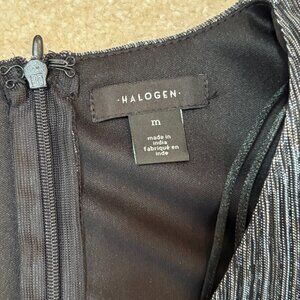 ·HALOGEN·
m
made in
india
fabriqué en
inde